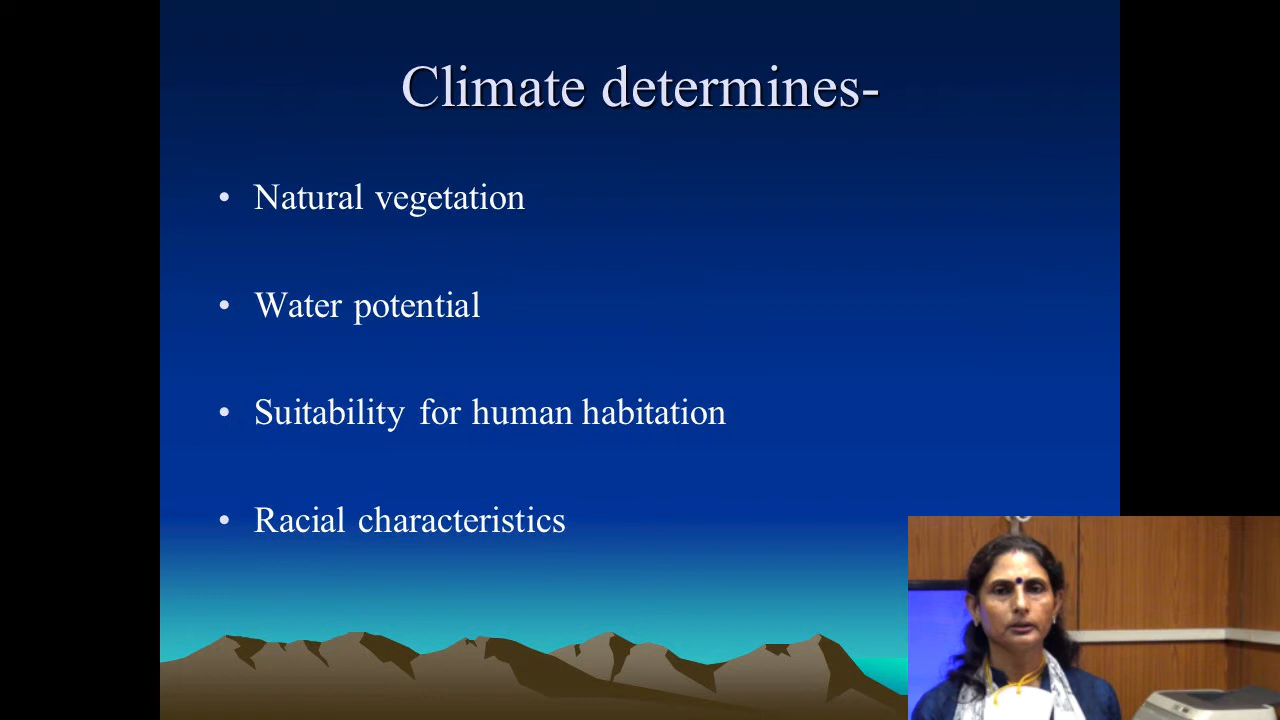 Climate determines-
• Natural vegetation
• Water potential
• Suitability for human habitation
• Racial characteristics